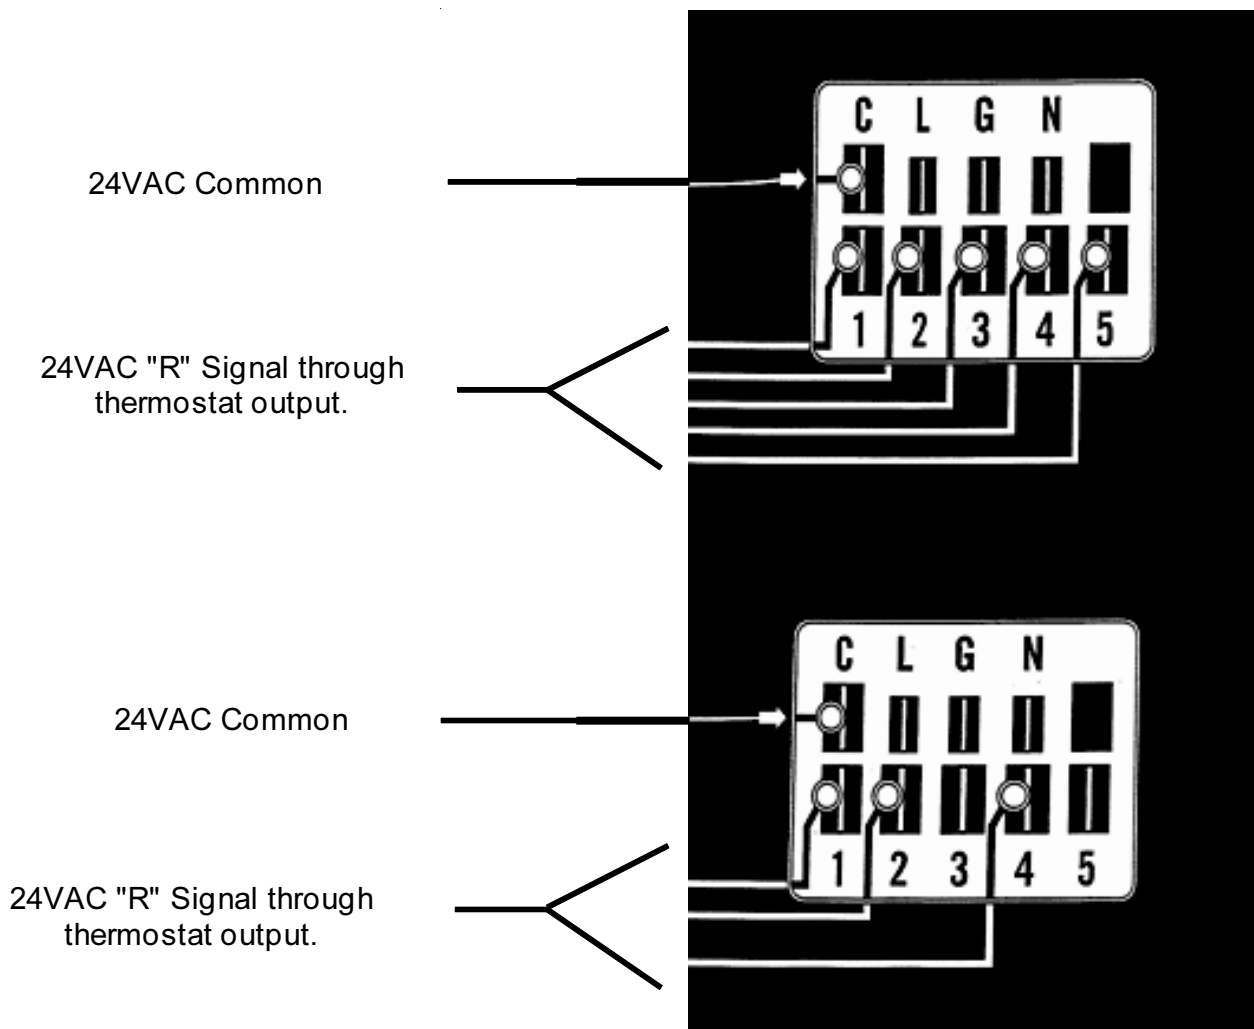 C L G N
24VAC Common
1 2 3 4 5
24VAC "R" Signal through
thermostat output.
C L G N
24VAC Common
1 2 3 4 5
24VAC "R" Signal through
thermostat output.